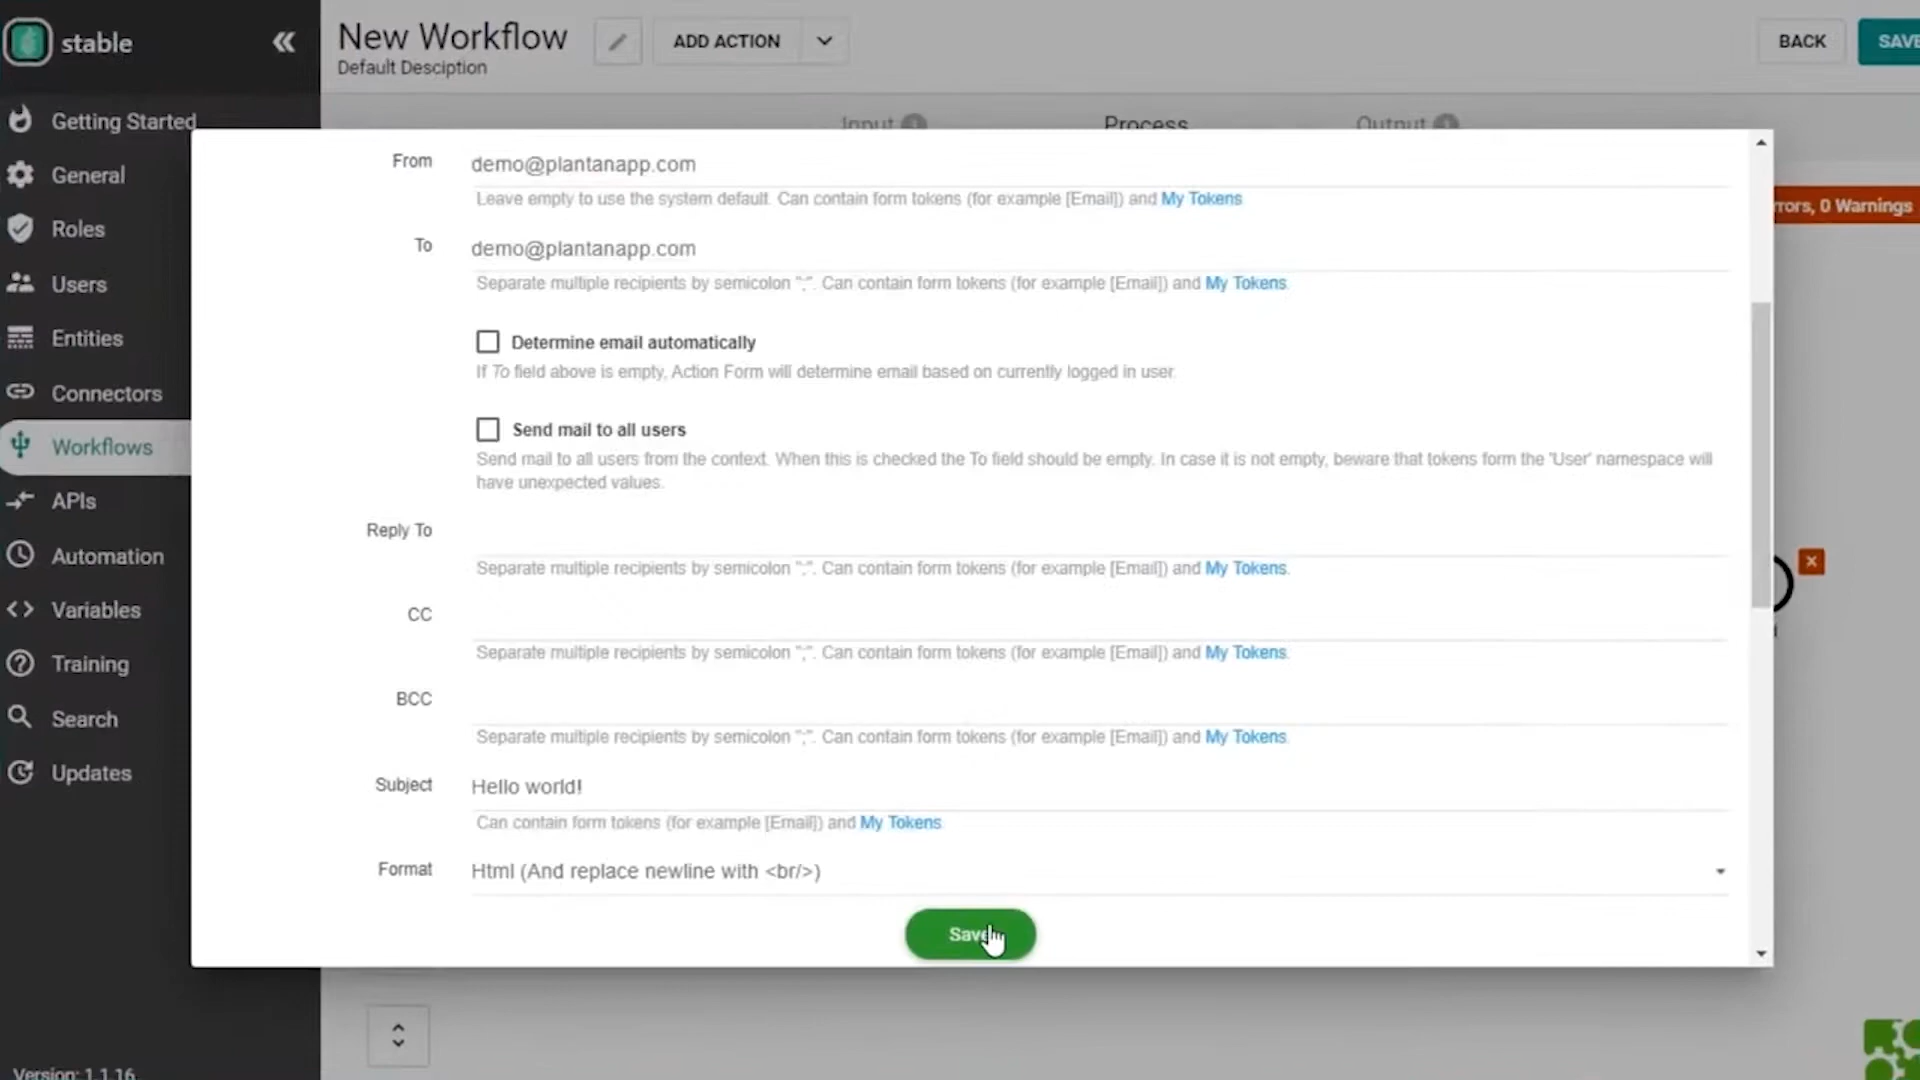 stable
New Workflow
Default Desciption
ADD ACTION
BACK
SAVE
Getting Started
General
Roles
Users
Entities
Connectors
Workflows
APIs
Automation
Variables
Training
Search
Updates
Version: 1.1.16
Input
Process
Output
rrors, 0 Warnings
From
demo@plantanapp.com
Leave empty to use the system default. Can contain form tokens (for example [Email]) and My Tokens
To
demo@plantanapp.com
Separate multiple recipients by semicolon ";". Can contain form tokens (for example [Email]) and My Tokens.
Determine email automatically
If To field above is empty, Action Form will determine email based on currently logged in user.
Send mail to all users
Send mail to all users from the context. When this is checked the To field should be empty. In case it is not empty, beware that tokens form the 'User' namespace will
have unexpected values.
Reply To
Separate multiple recipients by semicolon ";". Can contain form tokens (for example [Email]) and My Tokens.
CC
Separate multiple recipients by semicolon ";". Can contain form tokens (for example [Email]) and My Tokens.
BCC
Separate multiple recipients by semicolon ";". Can contain form tokens (for example [Email]) and My Tokens.
Subject
Hello world!
Can contain form tokens (for example [Email]) and My Tokens
Format
Html (And replace newline with <br/>)
Save